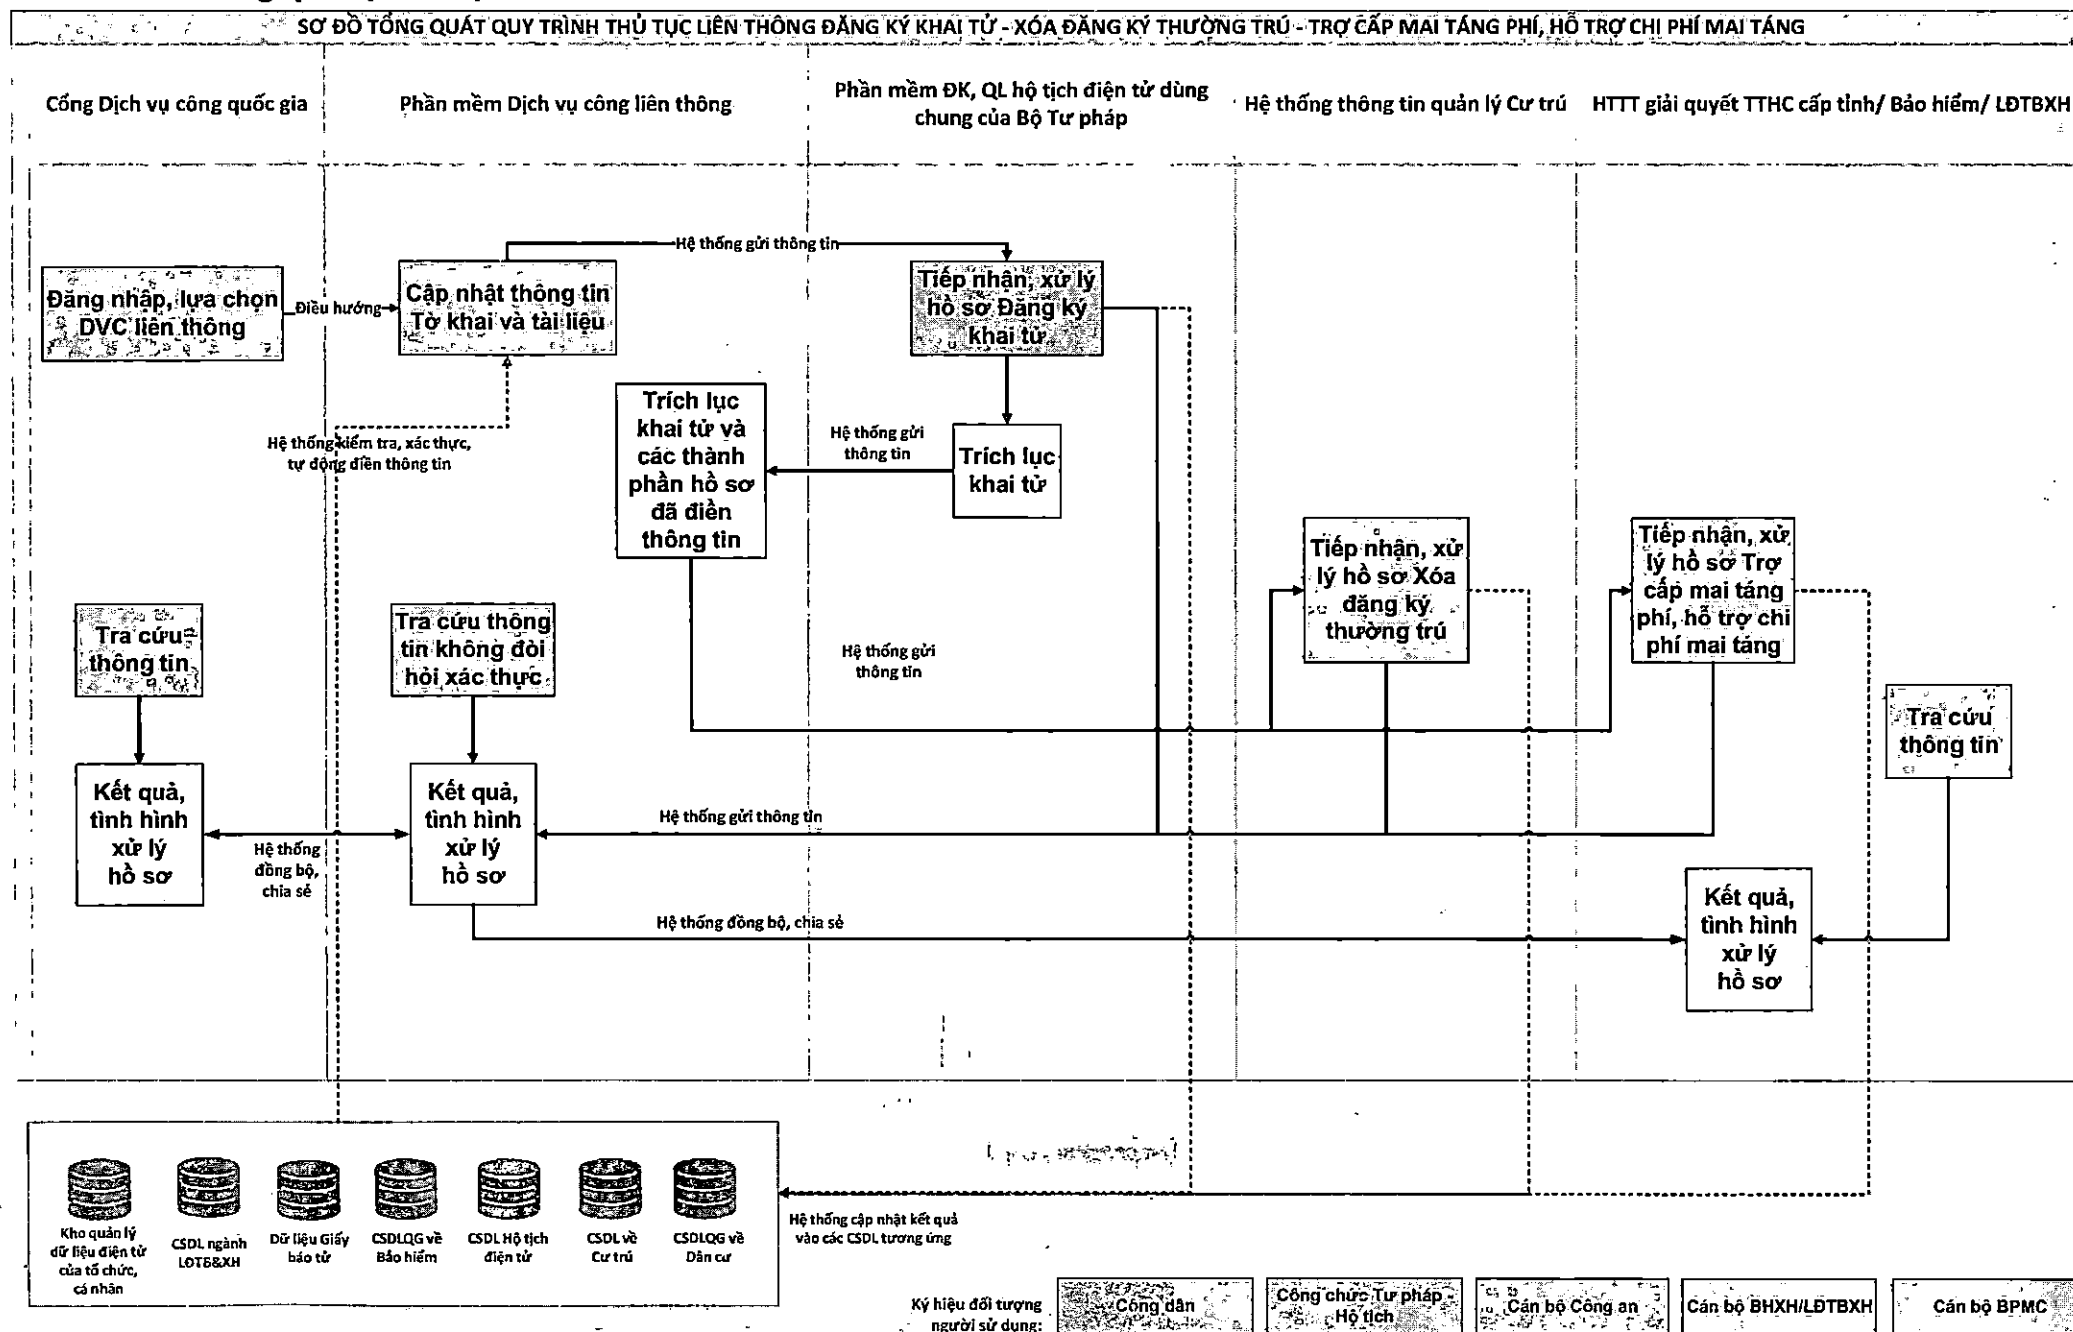 SƠ ĐỒ TỔNG QUÁT QUY TRÌNH THỦ TỤC LIÊN THÔNG ĐĂNG KÝ KHAI TỬ - XÓA ĐĂNG KÝ THƯỜNG TRÚ - TRỢ CẤP MAI TÁNG PHÍ, HỖ TRỢ CHI PHÍ MAI TÁNG
Cổng Dịch vụ công quốc gia
Phần mềm Dịch vụ công liên thông
Phần mềm ĐK, QL hộ tịch điện tử dùng
chung của Bộ Tư pháp
Hệ thống thông tin quản lý Cư trú
HTTT giải quyết TTHC cấp tỉnh/ Bảo hiểm/ LĐTBXH
Hệ thống gửi thông tin
Đăng nhập, lựa chọn
DVC liên thông
Điều hướng
Cập nhật thông tin
Tờ khai và tài liệu
Tiếp nhận, xử lý
hồ sơ Đăng ký
khai tử
Hệ thống kiểm tra, xác thực,
tự động điền thông tin
Trích lục
khai tử và
các thành
phần hồ sơ
đã điền
thông tin
Hệ thống gửi
thông tin
Trích lục
khai tử
Tiếp nhận, xử
lý hồ sơ Xóa
đăng ký
thường trú
Tiếp nhận, xử
lý hồ sơ Trợ
cấp mai táng
phí, hỗ trợ chi
phí mai táng
Tra cứu
thông tin
Tra cứu thông
tin không đòi
hỏi xác thực
Hệ thống gửi
thông tin
Tra cứu
thông tin
Kết quả,
tình hình
xử lý
hồ sơ
Hệ thống
đồng bộ,
chia sẻ
Kết quả,
tình hình
xử lý
hồ sơ
Hệ thống gửi thông tin
Hệ thống đồng bộ, chia sẻ
Kết quả,
tình hình
xử lý
hồ sơ
Kho quản lý
dữ liệu điện tử
của tổ chức,
cá nhân
CSDL ngành
LĐTB&XH
Dữ liệu Giấy
báo tử
CSDLQG về
Bảo hiểm
CSDL Hộ tịch
điện tử
CSDL về
Cư trú
CSDLQG về
Dân cư
Hệ thống cập nhật kết quả
vào các CSDL tương ứng
Ký hiệu đối tượng
người sử dụng:
Công dân
Công chức Tư pháp -
Hộ tịch
Cán bộ Công an
Cán bộ BHXH/LĐTBXH
Cán bộ BPMC